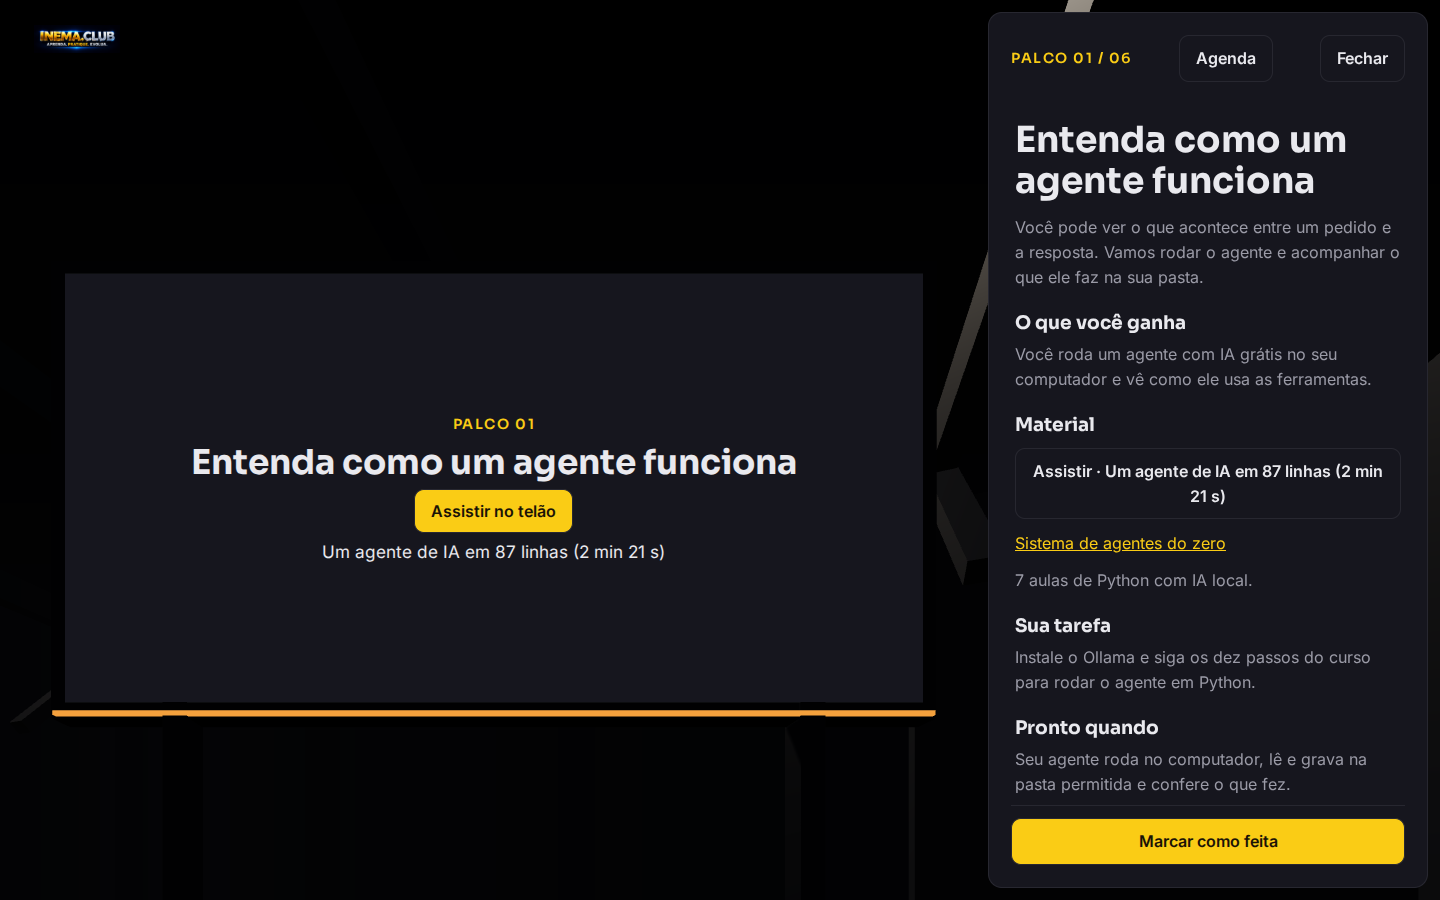 INEMA.CLUB
APRENDA, PRATIQUE, EVOLUA.
PALCO 01
Entenda como um agente funciona
Assistir no telão
Um agente de IA em 87 linhas (2 min 21 s)
PALCO 01 / 06
Agenda
Fechar
Entenda como um
agente funciona
Você pode ver o que acontece entre um pedido e
a resposta. Vamos rodar o agente e acompanhar o
que ele faz na sua pasta.
O que você ganha
Você roda um agente com IA grátis no seu
computador e vê como ele usa as ferramentas.
Material
Assistir · Um agente de IA em 87 linhas (2 min
21 s)
Sistema de agentes do zero
7 aulas de Python com IA local.
Sua tarefa
Instale o Ollama e siga os dez passos do curso
para rodar o agente em Python.
Pronto quando
Seu agente roda no computador, lê e grava na
pasta permitida e confere o que fez.
Marcar como feita